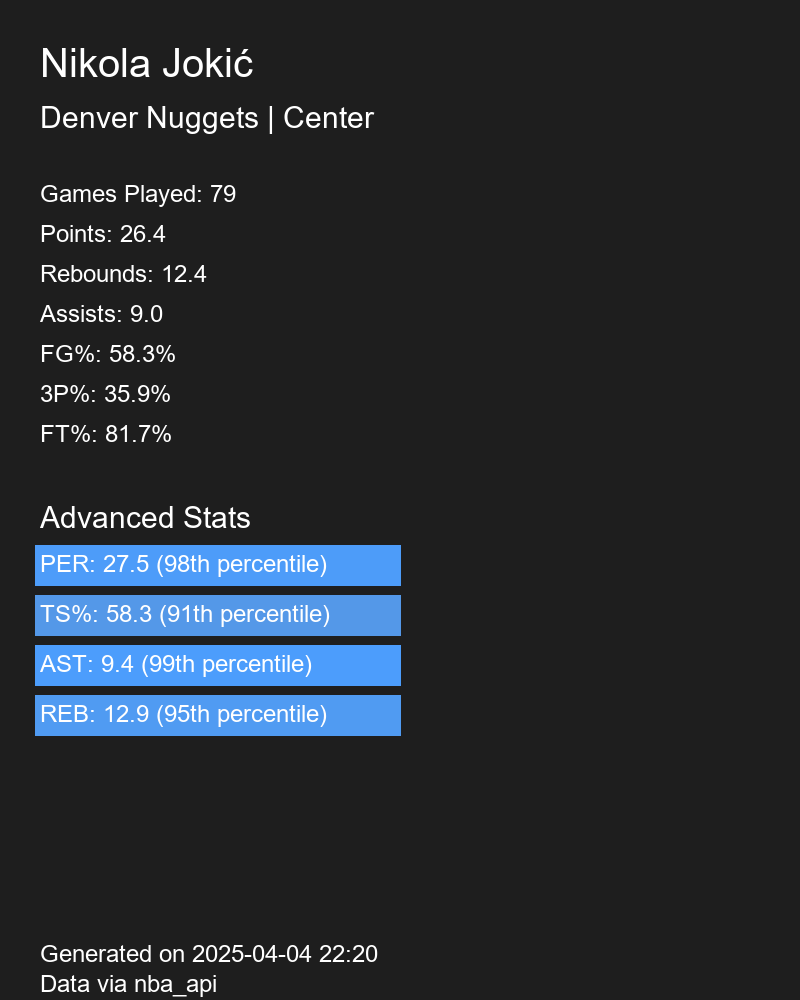 Nikola Jokić
Denver Nuggets | Center
Games Played: 79
Points: 26.4
Rebounds: 12.4
Assists: 9.0
FG%: 58.3%
3P%: 35.9%
FT%: 81.7%
Advanced Stats
PER: 27.5 (98th percentile)
TS%: 58.3 (91th percentile)
AST: 9.4 (99th percentile)
REB: 12.9 (95th percentile)
Generated on 2025-04-04 22:20
Data via nba_api